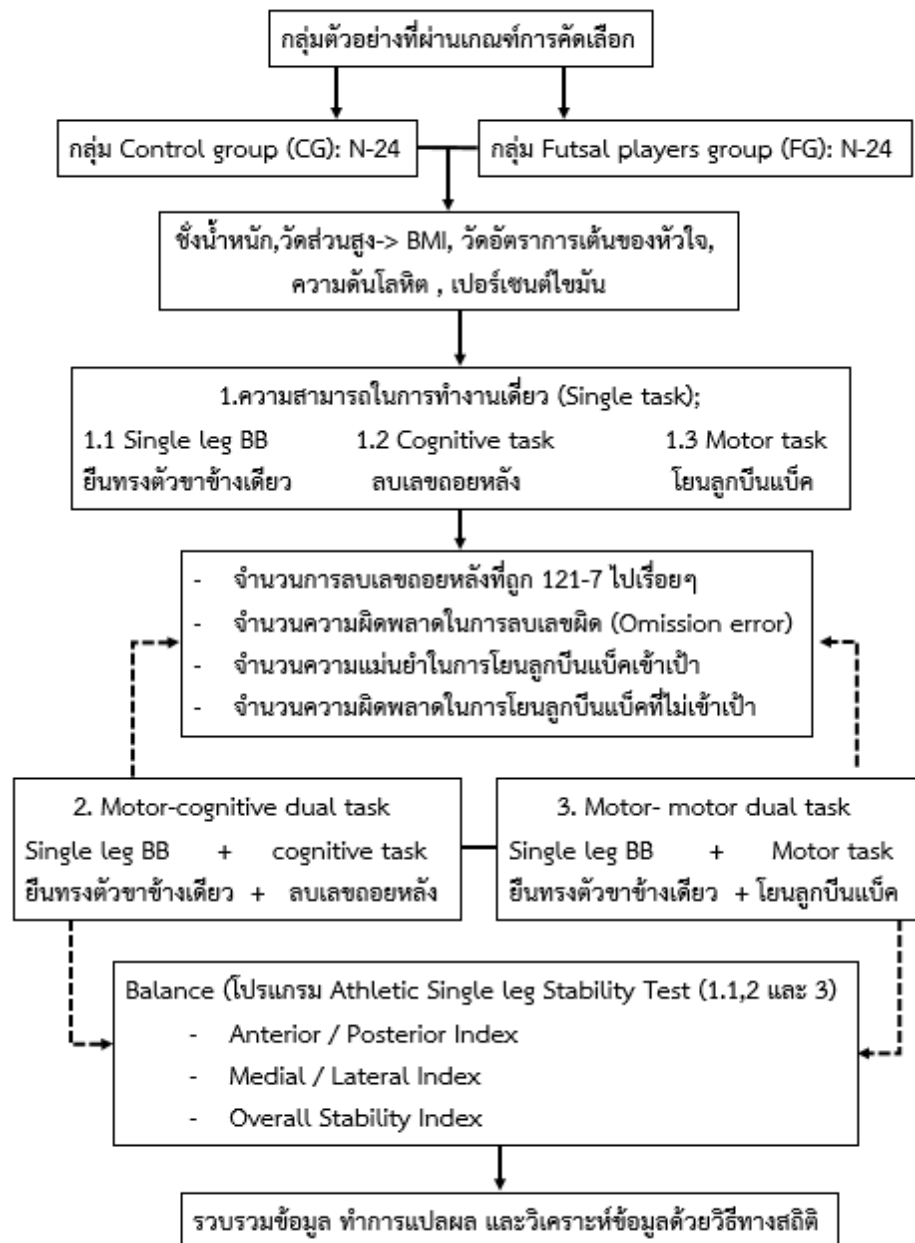 กลุ่มตัวอย่างที่ผ่านเกณฑ์การคัดเลือก
กลุ่ม Control group (CG): N-24
กลุ่ม Futsal players group (FG): N-24
ชั่งน้ำหนัก,วัดส่วนสูง-> BMI, วัดอัตราการเต้นของหัวใจ,
ความดันโลหิต , เปอร์เซนต์ไขมัน
1.ความสามารถในการทำงานเดี่ยว (Single task);
1.1 Single leg BB 1.2 Cognitive task 1.3 Motor task
ยืนทรงตัวขาข้างเดียว ลบเลขถอยหลัง โยนลูกบีนแบ็ค
- จำนวนการลบเลขถอยหลังที่ถูก 121-7 ไปเรื่อยๆ
- จำนวนความผิดพลาดในการลบเลขผิด (Omission error)
- จำนวนความแม่นยำในการโยนลูกบีนแบ็คเข้าเป้า
- จำนวนความผิดพลาดในการโยนลูกบีนแบ็คที่ไม่เข้าเป้า
2. Motor-cognitive dual task
Single leg BB + cognitive task
ยืนทรงตัวขาข้างเดียว + ลบเลขถอยหลัง
3. Motor- motor dual task
Single leg BB + Motor task
ยืนทรงตัวขาข้างเดียว + โยนลูกบีนแบ็ค
Balance (โปรแกรม Athletic Single leg Stability Test (1.1,2 และ 3)
- Anterior / Posterior Index
- Medial / Lateral Index
- Overall Stability Index
รวบรวมข้อมูล ทำการแปลผล และวิเคราะห์ข้อมูลด้วยวิธีทางสถิติ